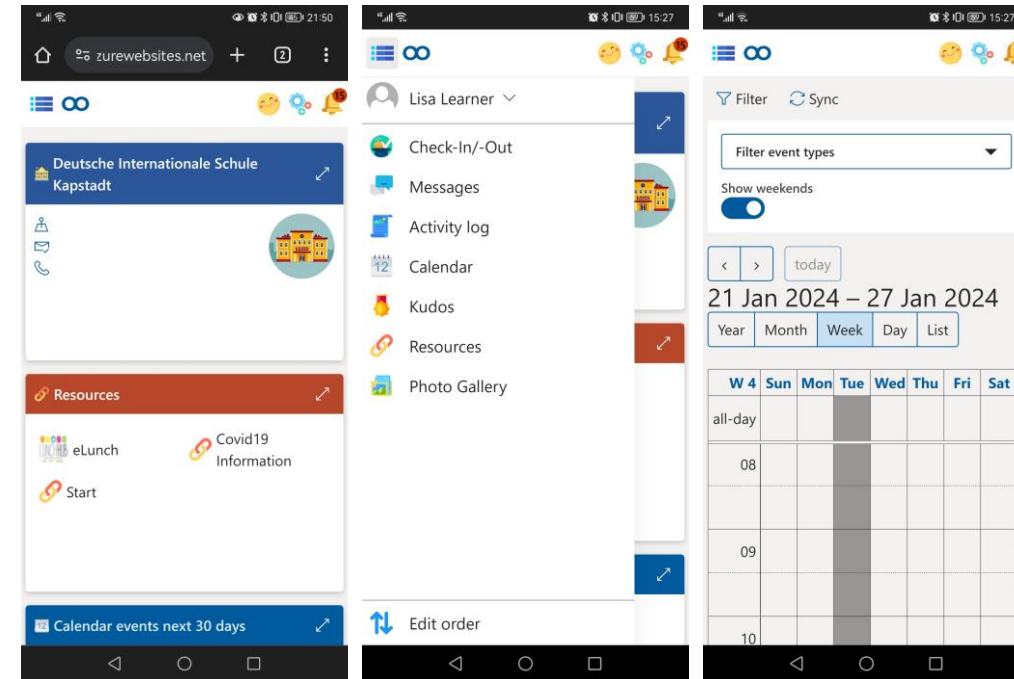 21:50
zurewebsites.net
2
15
Deutsche Internationale Schule
Kapstadt
Resources
eLunch
Covid19
Information
Start
Calendar events next 30 days
15:27
15
Lisa Learner
Check-In/-Out
Messages
Activity log
12
Calendar
Kudos
Resources
Photo Gallery
Edit order
15:27
Filter
Sync
Filter event types
Show weekends
< > today
21 Jan 2024 – 27 Jan 2024
Year Month Week Day List
W 4 Sun Mon Tue Wed Thu Fri Sat
all-day
08
09
10